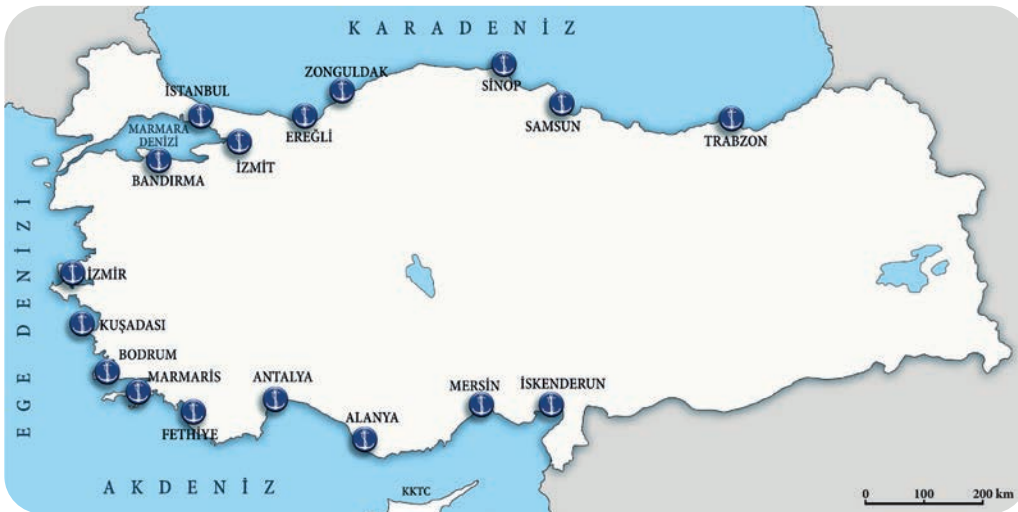 KARADENİZ
ZONGULDAK
SİNOP
İSTANBUL
SAMSUN
EREĞLİ
MARMARA
DENİZİ
TRABZON
İZMİT
BANDIRMA
EGE DENİZİ
İZMİR
KUŞADASI
BODRUM
MARMARİS
ANTALYA
MERSİN
İSKENDERUN
ALANYA
FETHİYE
AKDENİZ
KKTC
0 100 200 km